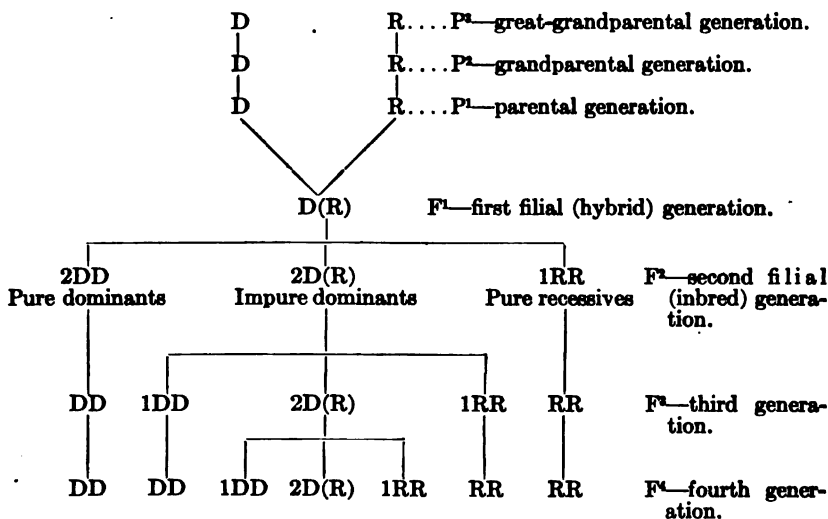 D R....P³—great-grandparental generation.
D R....P²—grandparental generation.
D R....P¹—parental generation.
D(R) F¹—first filial (hybrid) generation.
2DD 2D(R) 1RR F²—second filial
Pure dominants Impure dominants Pure recessives (inbred) genera-
tion.
DD 1DD 2D(R) 1RR RR F³—third genera-
tion.
DD DD 1DD 2D(R) 1RR RR RR F⁴—fourth gener-
ation.